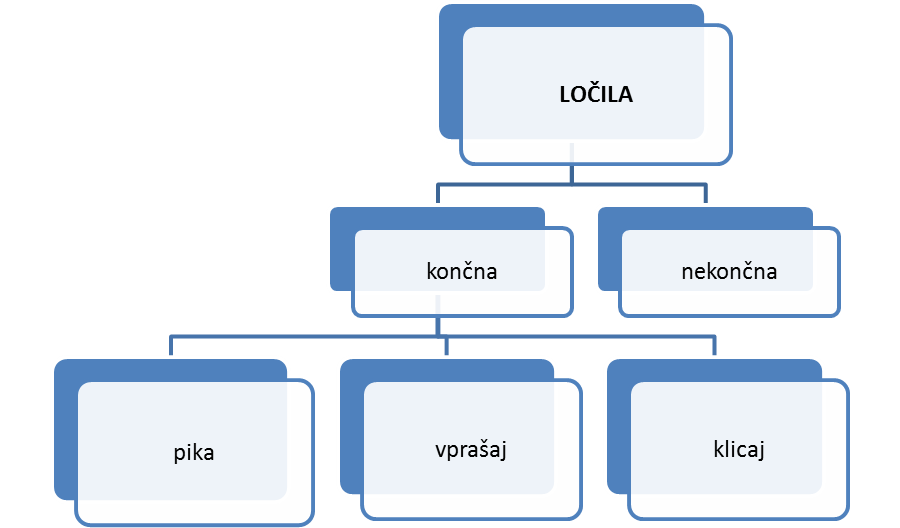 LOČILA
končna
nekončna
pika
vprašaj
klicaj